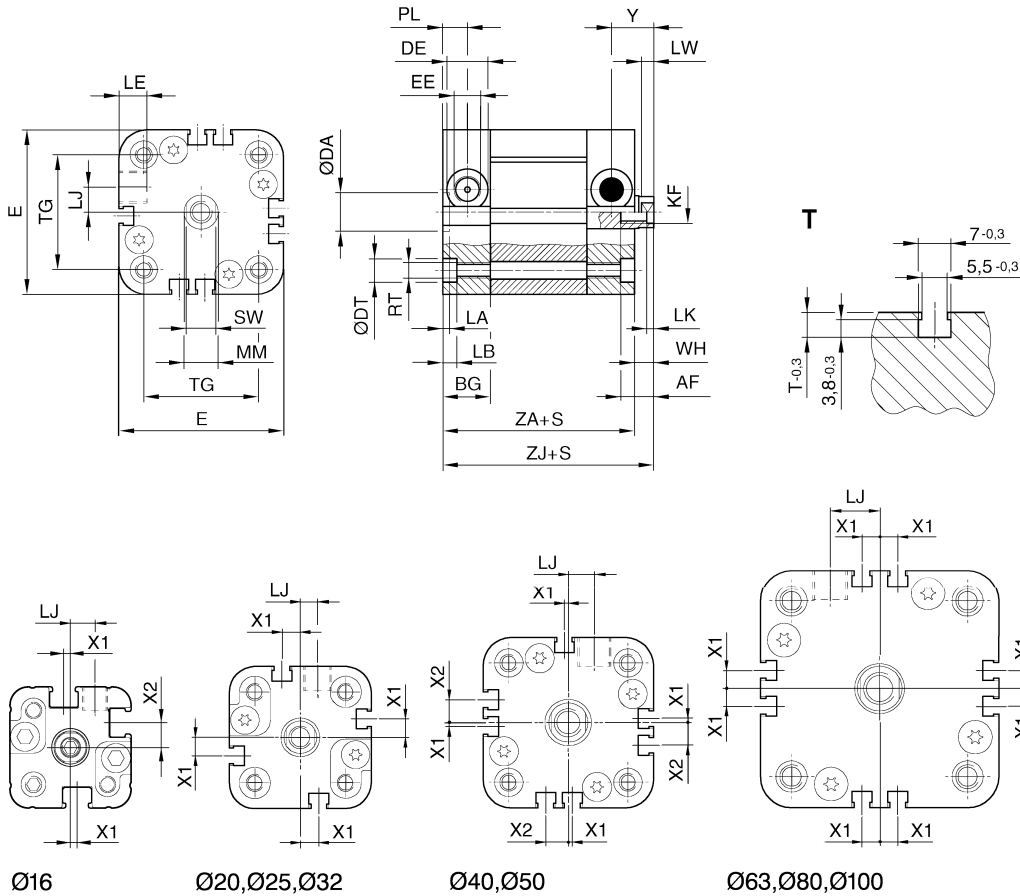 PL
Y
DE
LW
LE
EE
ØDA
E
TG
LJ
KF
T
7-0,3
5,5-0,3
SW
MM
TG
E
ØDT
RT
LA
LB
BG
LK
WH
AF
ZA+S
ZJ+S
T-0,3
3,8-0,3
LJ
X1
X2
X1
LJ
X1
X1
X1
X1
LJ
X1
X2
X1
X1
X2
X2
X1
LJ
X1
X1
X1
X1
X1
X1
X1
X1
Ø16
Ø20,Ø25,Ø32
Ø40,Ø50
Ø63,Ø80,Ø100